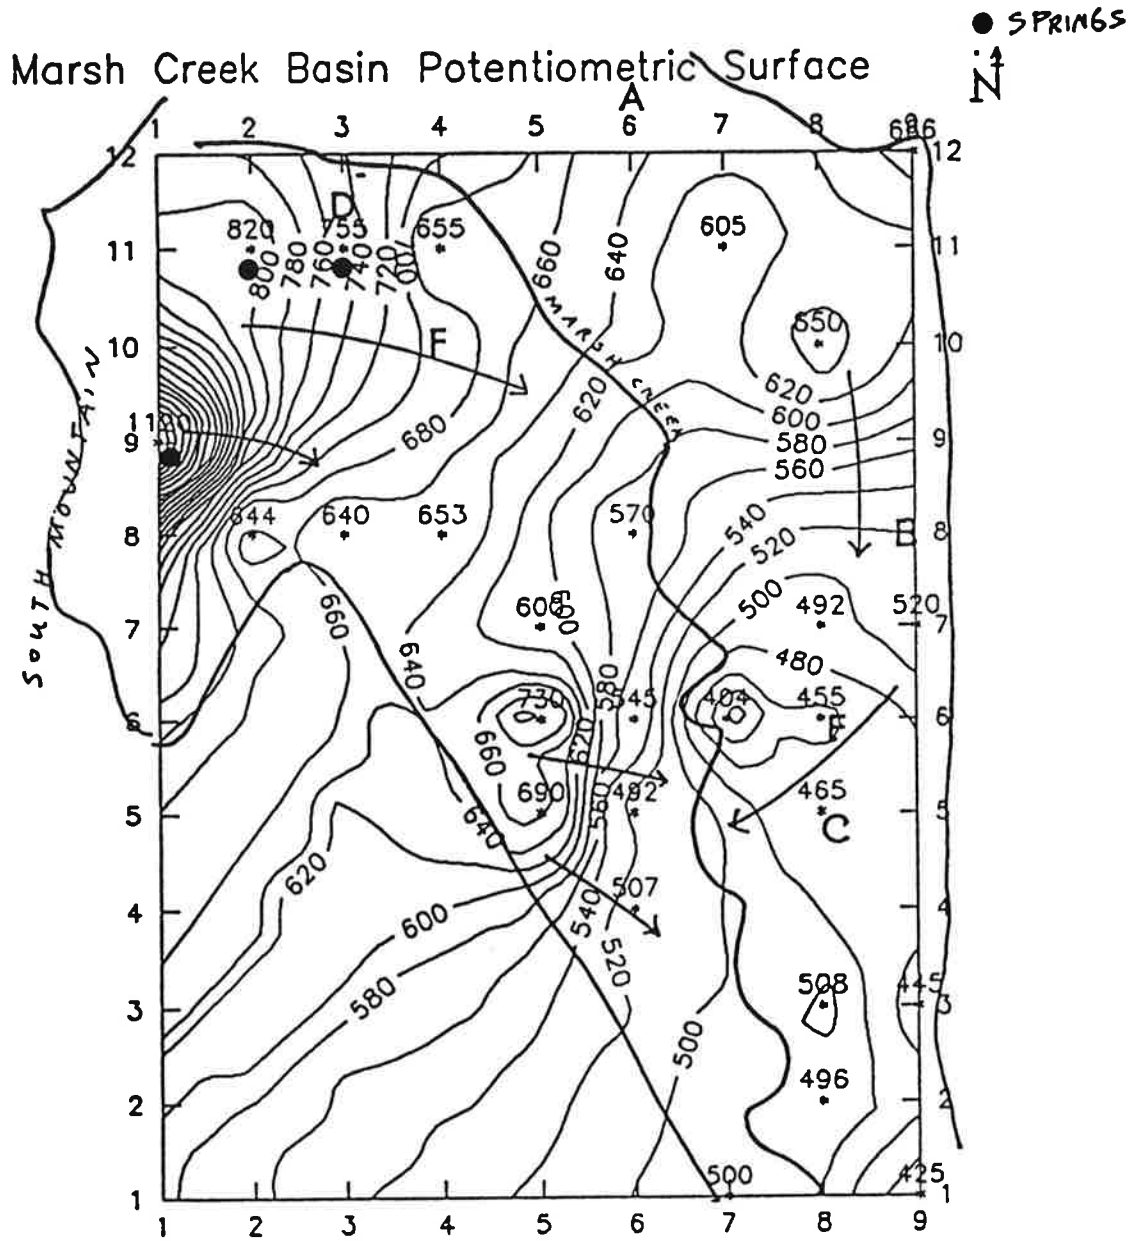 ● SPRINGS
N
Marsh Creek Basin Potentiometric Surface
A
1 2 3 4 5 6 7 8
12 12
D
820 755 655 605
11 11
800 780 760 740 720 700 660 640
MARSH CREEK
550
10 10
F
620
620
600
680
580
9 9
560
SOUTH MOUNTAIN
644 640 653 570
540
8 B 8
520
500
600 492 520
7 7
660
640
480
580
730 545 404 455
6 6
620
660
690 492 465
5 5
560
C
640
620
507
4 4
600
540
520
508 445
3 3
580
500
496
2 2
500 425
1 1
1 2 3 4 5 6 7 8 9